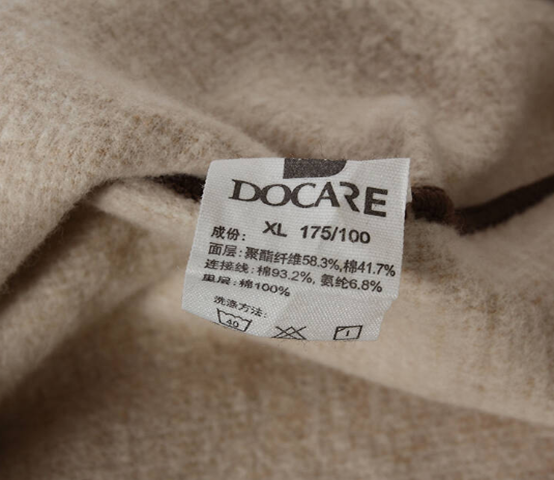 DOCARE
XL 175/100
成份:
面层:聚酯纤维58.3%,棉41.7%
连接线:棉93.2%, 氨纶6.8%
里层:棉100%
洗涤方法:
40